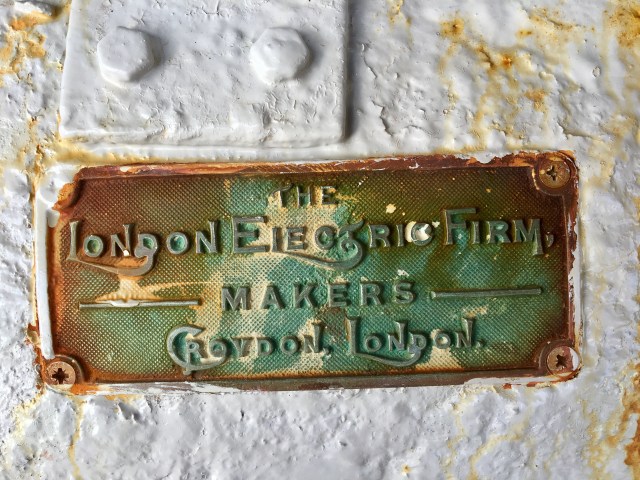 THE
LONDON ELECTRIC FIRM,
MAKERS
CROYDON, LONDON.